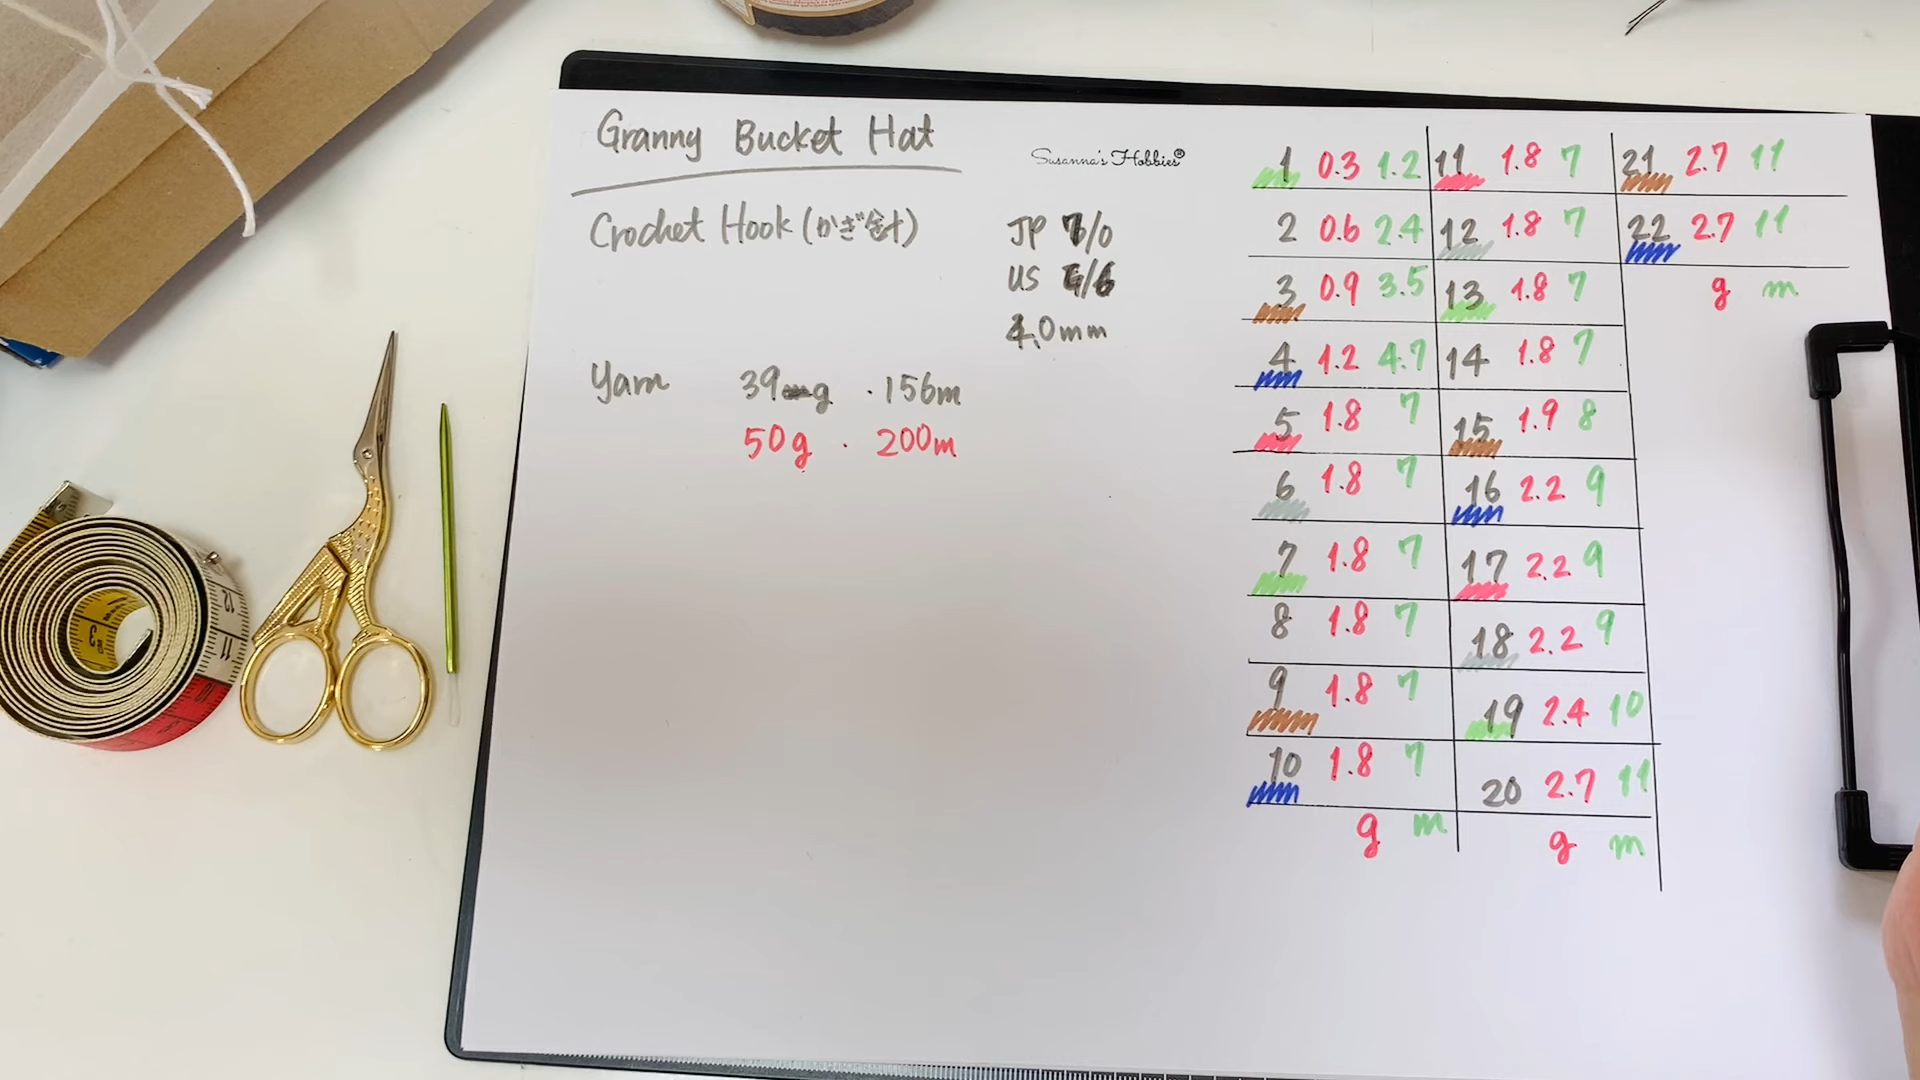 Granny Bucket Hat
Susanna's Hobbies®
Crochet Hook (かぎ針)
JP 7/0
US G/6
4.0mm
Yarn 39g · 156m
50g · 200m
1 0.3 1.2
2 0.6 2.4
3 0.9 3.5
4 1.2 4.7
5 1.8 7
6 1.8 7
7 1.8 7
8 1.8 7
9 1.8 7
10 1.8 7
g m
11 1.8 7
12 1.8 7
13 1.8 7
14 1.8 7
15 1.9 8
16 2.2 9
17 2.2 9
18 2.2 9
19 2.4 10
20 2.7 11
g m
21 2.7 11
22 2.7 11
g m
12
11
10
3